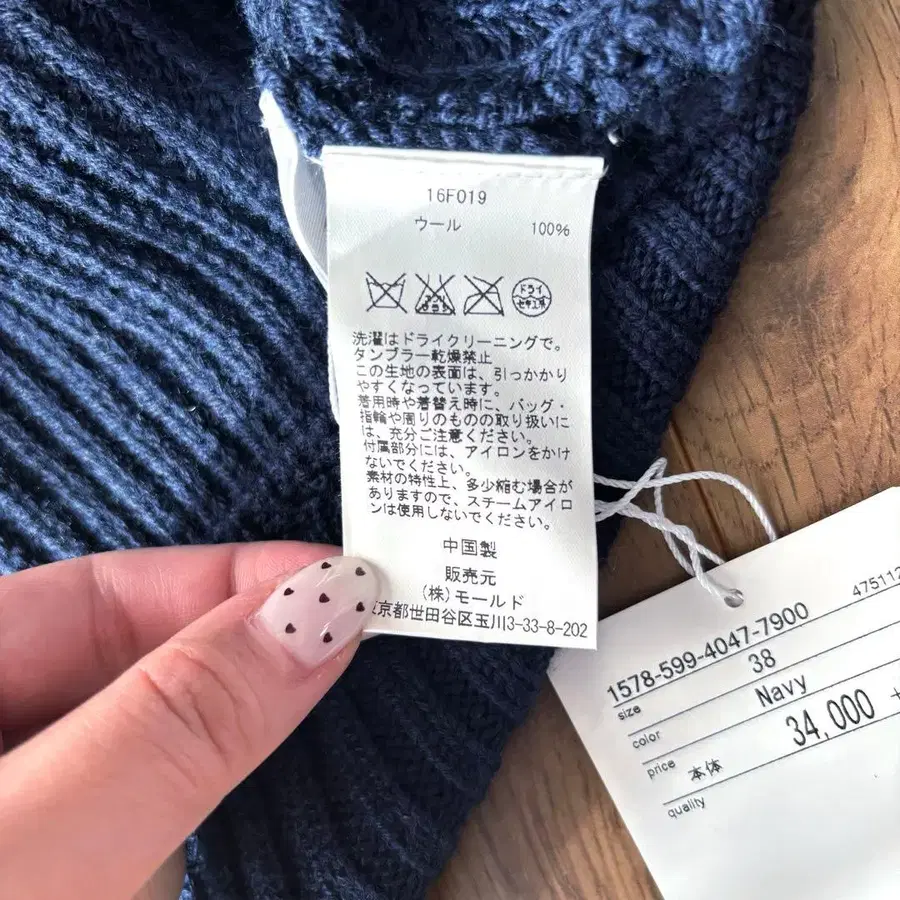 16F019
ウール 100%
ドライ
セキユ系
洗濯はドライクリーニングで。
タンブラー乾燥禁止
この生地の表面は、引っかかり
やすくなっています。
着用時や着替え時に、バッグ・
指輪や周りのものの取り扱いに
は、充分ご注意ください。
付属部分には、アイロンをかけ
ないでください。
素材の特性上、多少縮む場合が
ありますので、スチームアイロ
ンは使用しないでください。
中国製
販売元
(株)モールド
京都世田谷区玉川3-33-8-202
475112
1578-599-4047-7900
size 38
color Navy
price 本体 34,000 +
quality